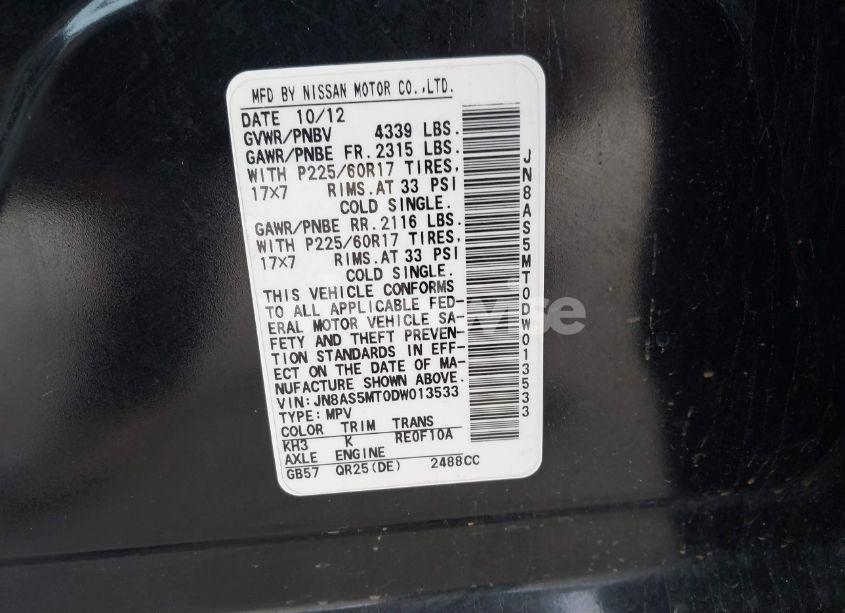 MFD BY NISSAN MOTOR CO.,LTD.
DATE 10/12
GVWR/PNBV 4339 LBS.
GAWR/PNBE FR. 2315 LBS.
WITH P225/60R17 TIRES,
17×7 RIMS.AT 33 PSI
COLD SINGLE.
GAWR/PNBE RR. 2116 LBS.
WITH P225/60R17 TIRES,
17×7 RIMS.AT 33 PSI
COLD SINGLE.
THIS VEHICLE CONFORMS
TO ALL APPLICABLE FED-
ERAL MOTOR VEHICLE SA-
FETY AND THEFT PREVEN-
TION STANDARDS IN EFF-
ECT ON THE DATE OF MA-
NUFACTURE SHOWN ABOVE.
VIN: JN8AS5MT0DW013533
TYPE: MPV
COLOR TRIM TRANS
KH3 K RE0F10A
AXLE ENGINE
GB57 QR25(DE) 2488CC
JN8AS5MT0DW013533